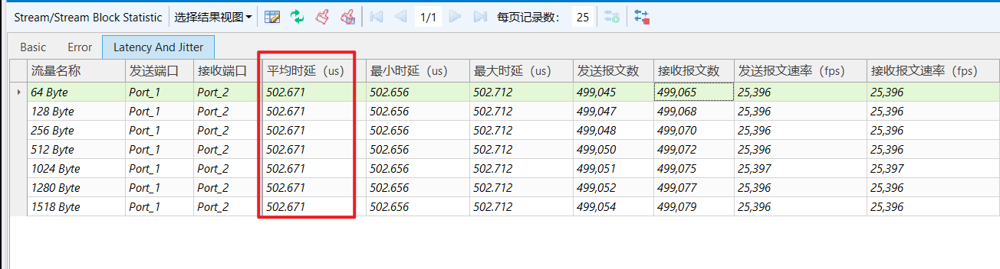 Stream/Stream Block Statistic 选择结果视图 1/1 每页记录数: 25
Basic Error Latency And Jitter
流量名称 发送端口 接收端口 平均时延（us） 最小时延（us） 最大时延（us） 发送报文数 接收报文数 发送报文速率（fps） 接收报文速率（fps）
64 Byte Port_1 Port_2 502.671 502.656 502.712 499,045 499,065 25,396 25,396
128 Byte Port_1 Port_2 502.671 502.656 502.712 499,047 499,068 25,396 25,396
256 Byte Port_1 Port_2 502.671 502.656 502.712 499,048 499,070 25,396 25,396
512 Byte Port_1 Port_2 502.671 502.656 502.712 499,050 499,072 25,396 25,396
1024 Byte Port_1 Port_2 502.671 502.656 502.712 499,051 499,075 25,397 25,397
1280 Byte Port_1 Port_2 502.671 502.656 502.712 499,052 499,077 25,396 25,396
1518 Byte Port_1 Port_2 502.671 502.656 502.712 499,054 499,079 25,396 25,396